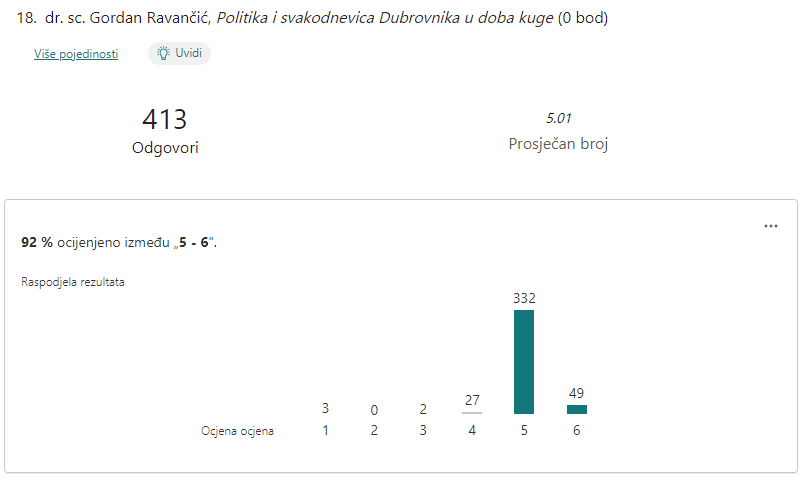 18. dr. sc. Gordan Ravančić, Politika i svakodnevica Dubrovnika u doba kuge (0 bod)
Više pojedinosti
Uvidi
413
Odgovori
5.01
Prosječan broj
92 % ocijenjeno između „5 - 6".
Raspodjela rezultata
3 0 2 27 332 49
Ocjena ocjena 1 2 3 4 5 6